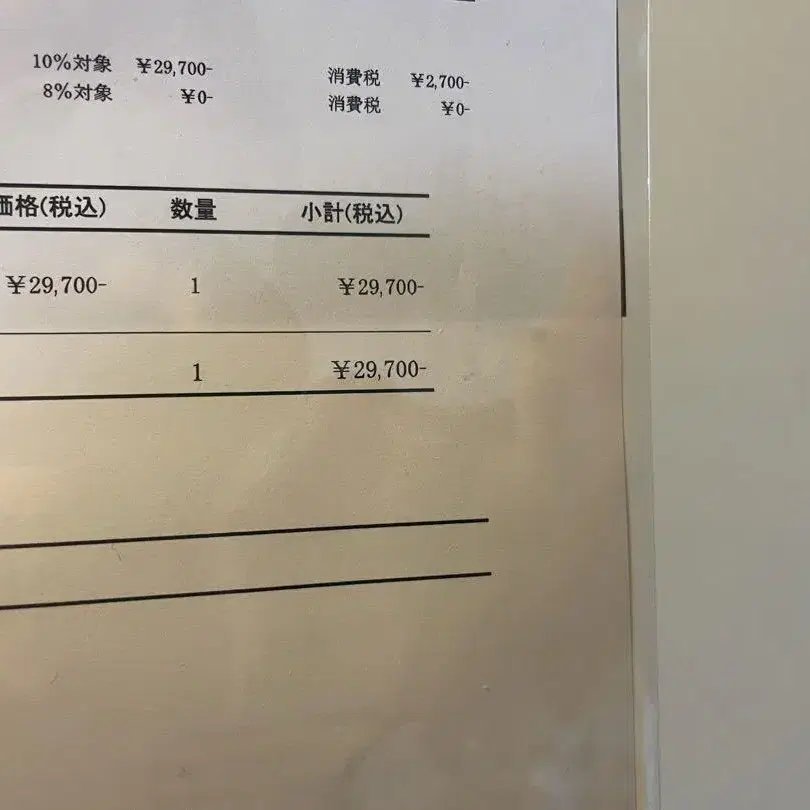 10%対象 ¥29,700- 消費税 ¥2,700-
8%対象 ¥0- 消費税 ¥0-
価格(税込) 数量 小計(税込)
¥29,700- 1 ¥29,700-
1 ¥29,700-